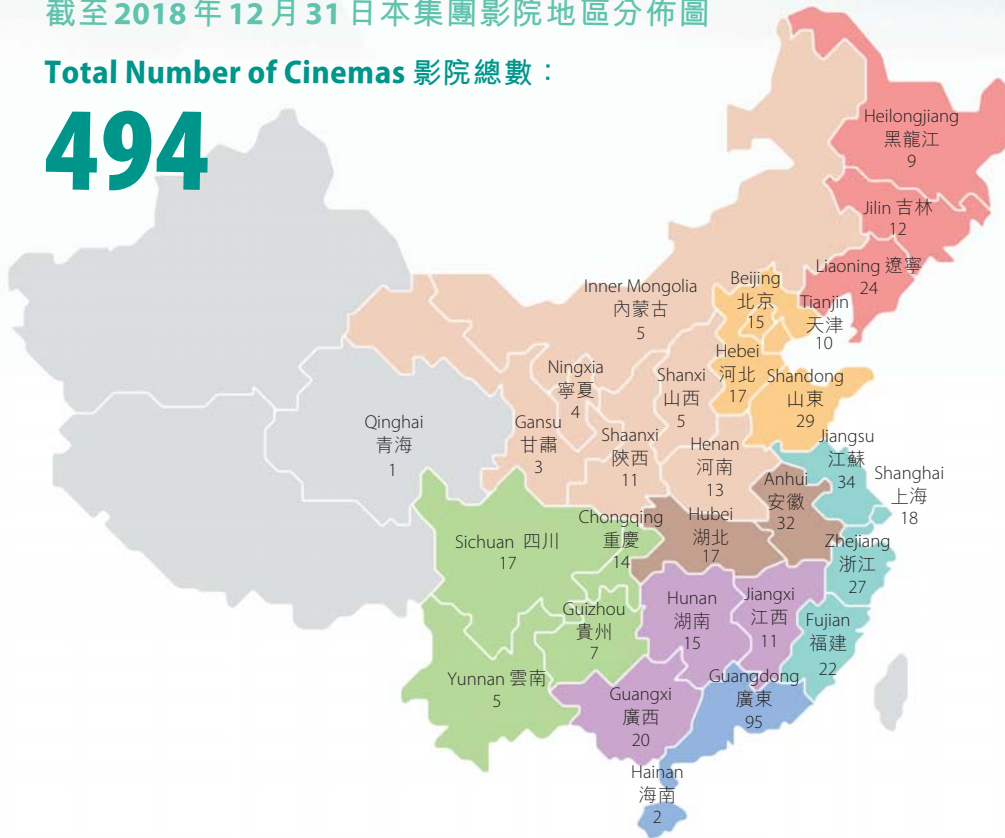 截至2018年12月31日本集團影院地區分佈圖
Total Number of Cinemas 影院總數：
494
Heilongjiang
黑龍江
9
Jilin 吉林
12
Liaoning 遼寧
24
Inner Mongolia
內蒙古
5
Beijing
北京
15
Tianjin
天津
10
Hebei
河北
17
Shandong
山東
29
Ningxia
寧夏
4
Shanxi
山西
5
Qinghai
青海
1
Gansu
甘肅
3
Shaanxi
陝西
11
Henan
河南
13
Jiangsu
江蘇
34
Shanghai
上海
18
Anhui
安徽
32
Sichuan 四川
17
Chongqing
重慶
14
Hubei
湖北
17
Zhejiang
浙江
27
Guizhou
貴州
7
Hunan
湖南
15
Jiangxi
江西
11
Fujian
福建
22
Yunnan 雲南
5
Guangxi
廣西
20
Guangdong
廣東
95
Hainan
海南
2